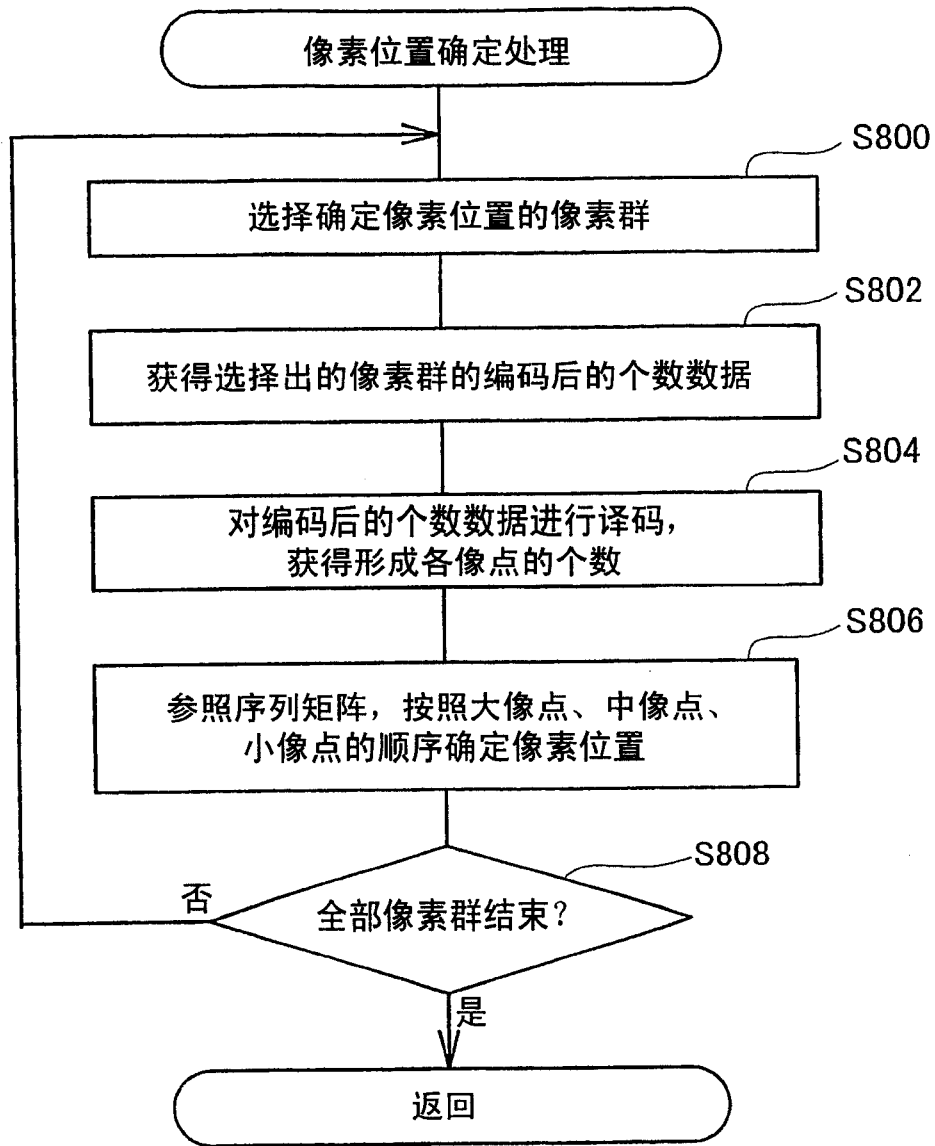 像素位置确定处理
S800
选择确定像素位置的像素群
S802
获得选择出的像素群的编码后的个数数据
S804
对编码后的个数数据进行译码,
获得形成各像点的个数
S806
参照序列矩阵,按照大像点、中像点、
小像点的顺序确定像素位置
S808
否
全部像素群结束?
是
返回